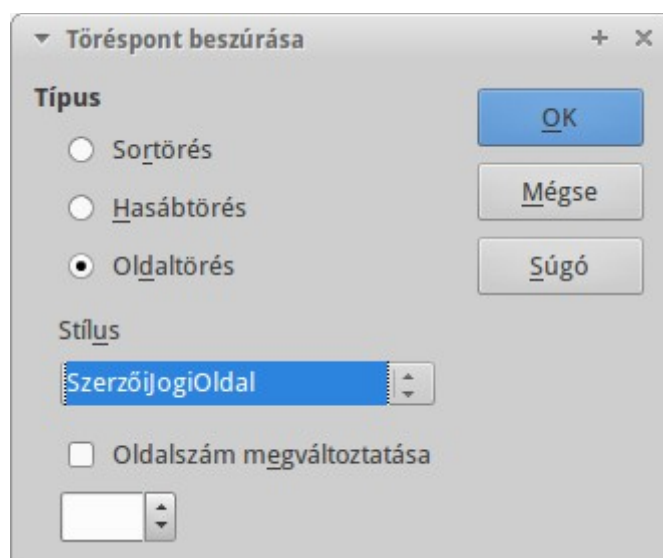 Töréspont beszúrása
Típus
OK
Sortörés
Mégse
Hasábtörés
Oldaltörés
Súgó
Stílus
SzerzőiJogiOldal
Oldalszám megváltoztatása